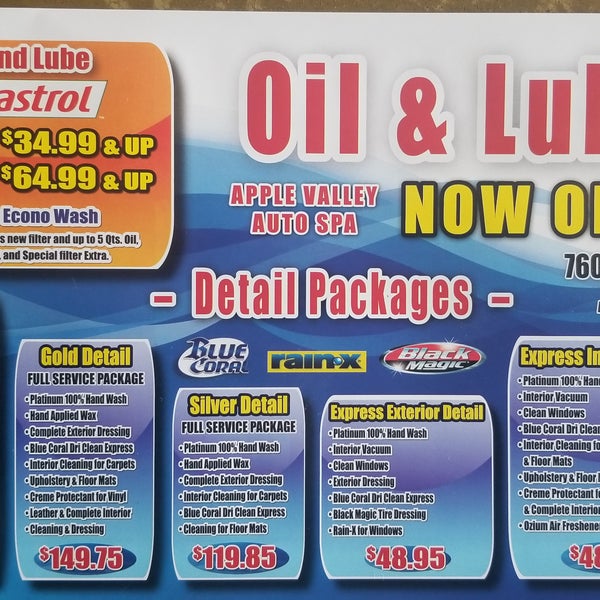 nd Lube
astrol
$34.99 & UP
$64.99 & UP
Econo Wash
s new filter and up to 5 Qts. Oil,
, and Special filter Extra.
Oil & Lu
APPLE VALLEY
AUTO SPA
NOW O
760
- Detail Packages -
BLUE
CORAL
rain-x
Black
Magic
Gold Detail
FULL SERVICE PACKAGE
• Platinum 100% Hand Wash
• Hand Applied Wax
• Complete Exterior Dressing
• Blue Coral Dri Clean Express
• Interior Cleaning for Carpets
• Upholstery & Floor Mats
• Creme Protectant for Vinyl
• Leather & Complete Interior
• Cleaning & Dressing
$149.75
Silver Detail
FULL SERVICE PACKAGE
• Platinum 100% Hand Wash
• Hand Applied Wax
• Complete Exterior Dressing
• Interior Cleaning for Carpets
• Blue Coral Dri Clean Express
• Cleaning for Floor Mats
$119.85
Express Exterior Detail
• Platinum 100% Hand Wash
• Interior Vacuum
• Clean Windows
• Exterior Dressing
• Blue Coral Dri Clean Express
• Black Magic Tire Dressing
• Rain-X for Windows
$48.95
Express In
• Platinum 100% Han
• Interior Vacuum
• Clean Windows
• Blue Coral Dri Clean
• Interior Cleaning fo
& Floor Mats
• Upholstery & Floor
• Creme Protectant fo
& Complete Interior
• Ozium Air Freshene
$48